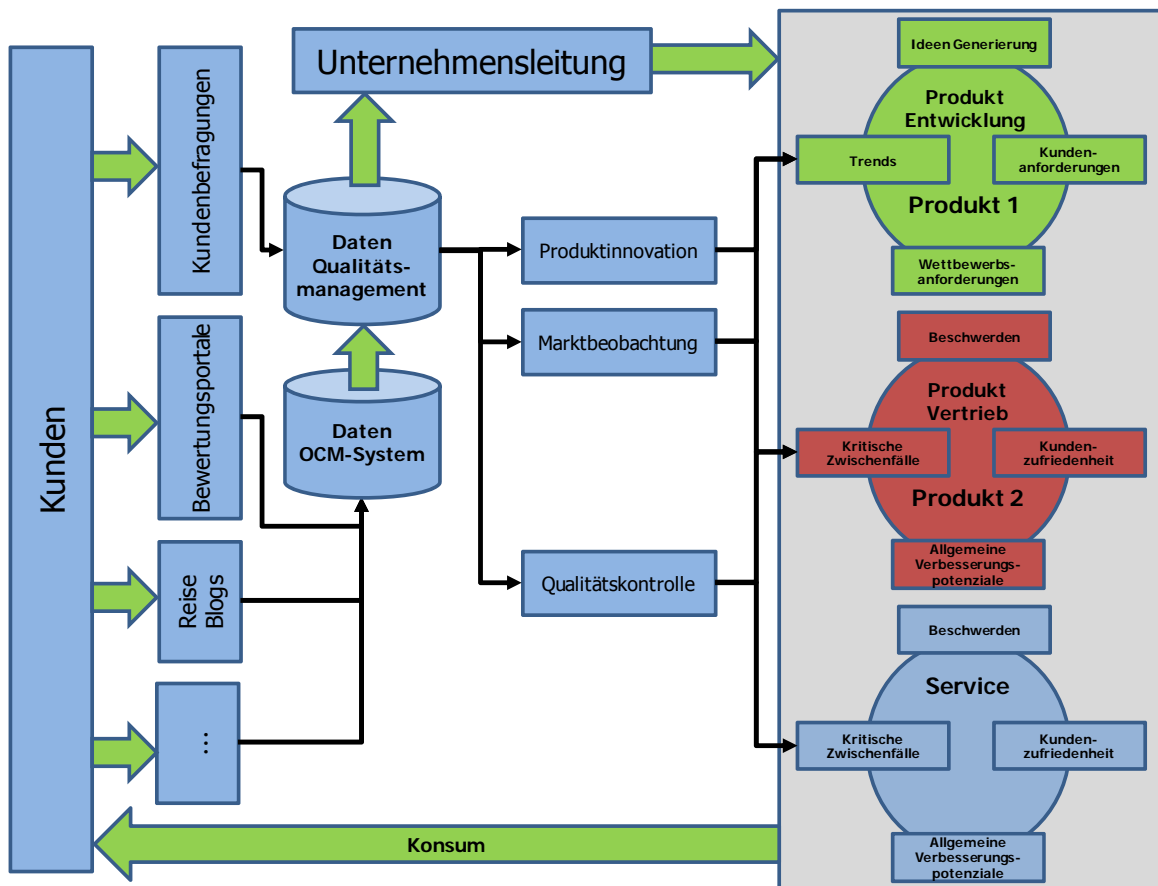 Kunden
Kundenbefragungen
Bewertungsportale
Reise
Blogs
...
Unternehmensleitung
Daten
Qualitäts-
management
Daten
OCM-System
Produktinnovation
Marktbeobachtung
Qualitätskontrolle
Ideen Generierung
Produkt
Entwicklung
Trends
Kunden-
anforderungen
Produkt 1
Wettbewerbs-
anforderungen
Beschwerden
Produkt
Vertrieb
Kritische
Zwischenfälle
Kunden-
zufriedenheit
Produkt 2
Allgemeine
Verbesserungs-
potenziale
Beschwerden
Service
Kritische
Zwischenfälle
Kunden-
zufriedenheit
Allgemeine
Verbesserungs-
potenziale
Konsum